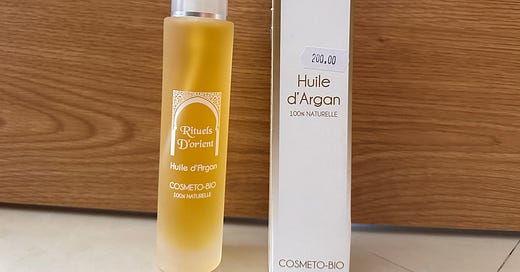 Rituels
D'orient
Huile d'Argan
COSMETO-BIO
100% NATURELLE
200.00
Huile
d'Argan
100% NATURELLE
COSMETO-BIO